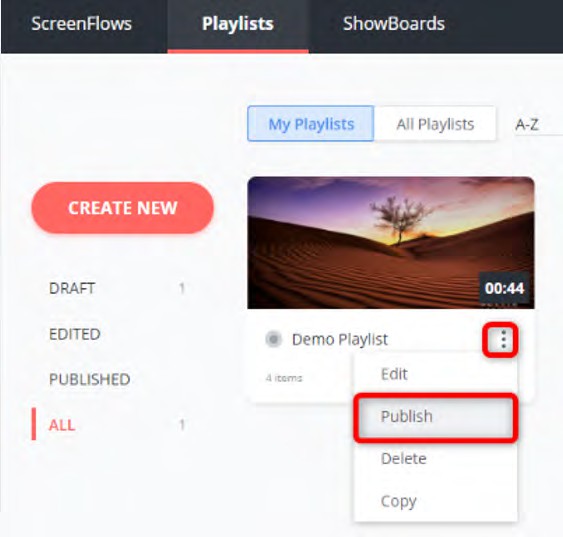 ScreenFlows Playlists ShowBoards
My Playlists All Playlists A-Z
CREATE NEW
00:44
DRAFT 1
EDITED
PUBLISHED
ALL 1
Demo Playlist
4 items
Edit
Publish
Delete
Copy